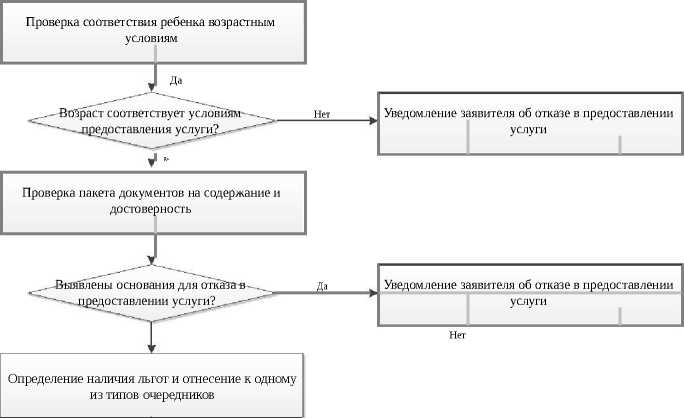 Проверка соответствия ребенка возрастным
условиям
Да
Возраст соответствует условиям
предоставления услуги?
Нет
Уведомление заявителя об отказе в предоставлении
услуги
Проверка пакета документов на содержание и
достоверность
Выявлены основания для отказа в
предоставлении услуги?
Да
Уведомление заявителя об отказе в предоставлении
услуги
Нет
Определение наличия льгот и отнесение к одному
из типов очередников